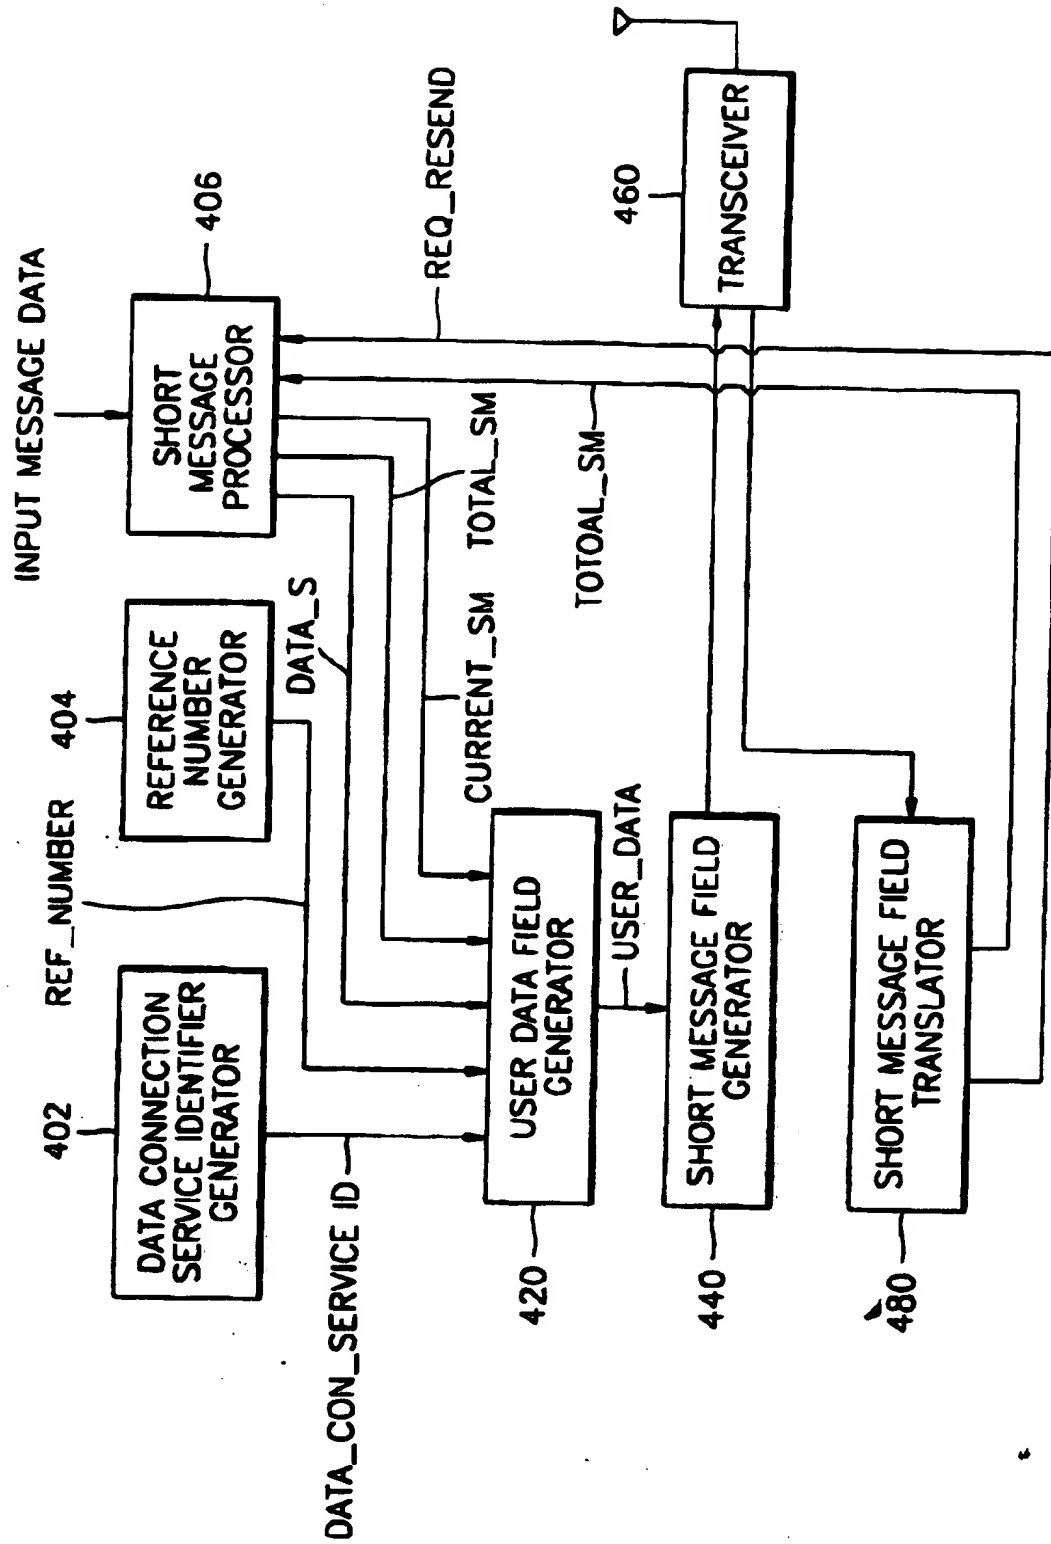 INPUT MESSAGE DATA
406
SHORT
MESSAGE
PROCESSOR
404
REFERENCE
NUMBER
GENERATOR
REF_NUMBER
402
DATA CONNECTION
SERVICE IDENTIFIER
GENERATOR
DATA_CON_SERVICE ID
DATA_S
CURRENT_SM
TOTAL_SM
REQ_RESEND
TOTOAL_SM
420
USER DATA FIELD
GENERATOR
USER_DATA
440
SHORT MESSAGE FIELD
GENERATOR
460
TRANSCEIVER
480
SHORT MESSAGE FIELD
TRANSLATOR